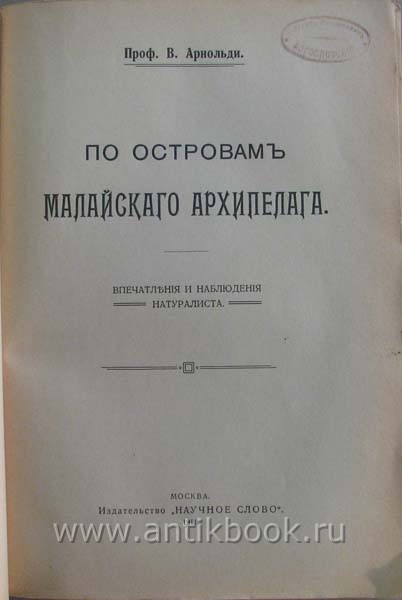 Проф. В. Арнольди.
ПО ОСТРОВАМЪ
МАЛАЙСКАГО АРХИПЕЛАГА.
ВПЕЧАТЛѢНІЯ И НАБЛЮДЕНІЯ
НАТУРАЛИСТА.
МОСКВА.
Издательство „НАУЧНОЕ СЛОВО“.
www.antikbook.ru